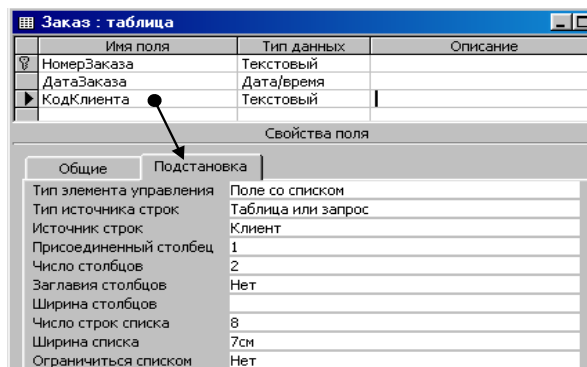 Заказ : таблица
Имя поля Тип данных Описание
НомерЗаказа Текстовый
ДатаЗаказа Дата/время
КодКлиента Текстовый
Свойства поля
Общие Подстановка
Тип элемента управления Поле со списком
Тип источника строк Таблица или запрос
Источник строк Клиент
Присоединенный столбец 1
Число столбцов 2
Заглавия столбцов Нет
Ширина столбцов
Число строк списка 8
Ширина списка 7см
Ограничиться списком Нет